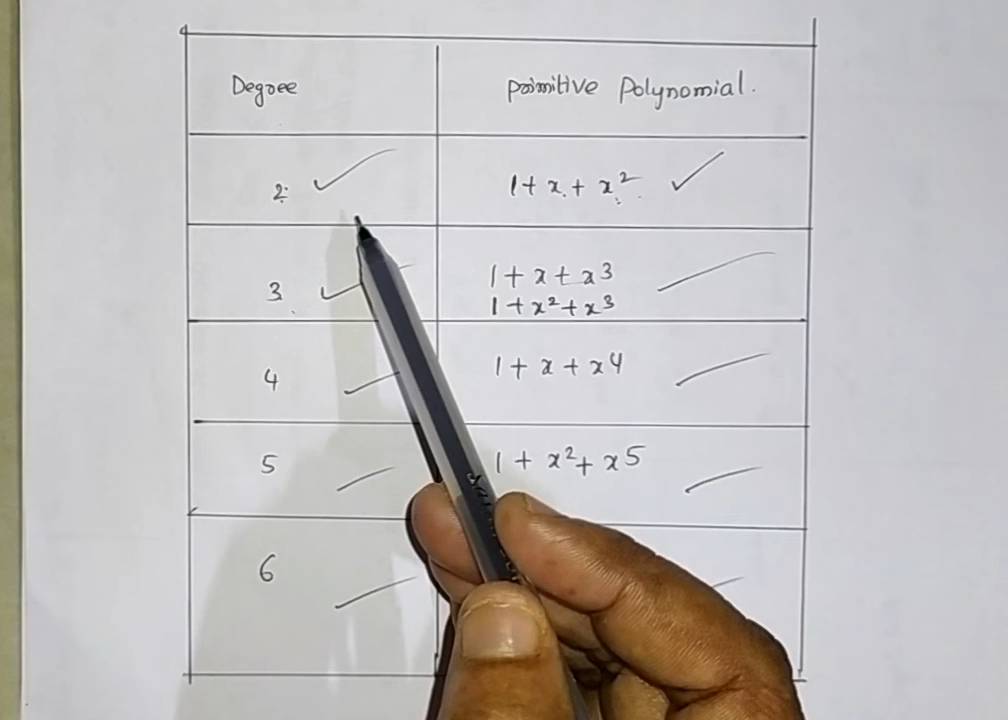 Degree
Primitive Polynomial.
2
1 + x + x²
3
1 + x + x3
1 + x² + x3
4
1 + x + x4
5
1 + x² + x5
6